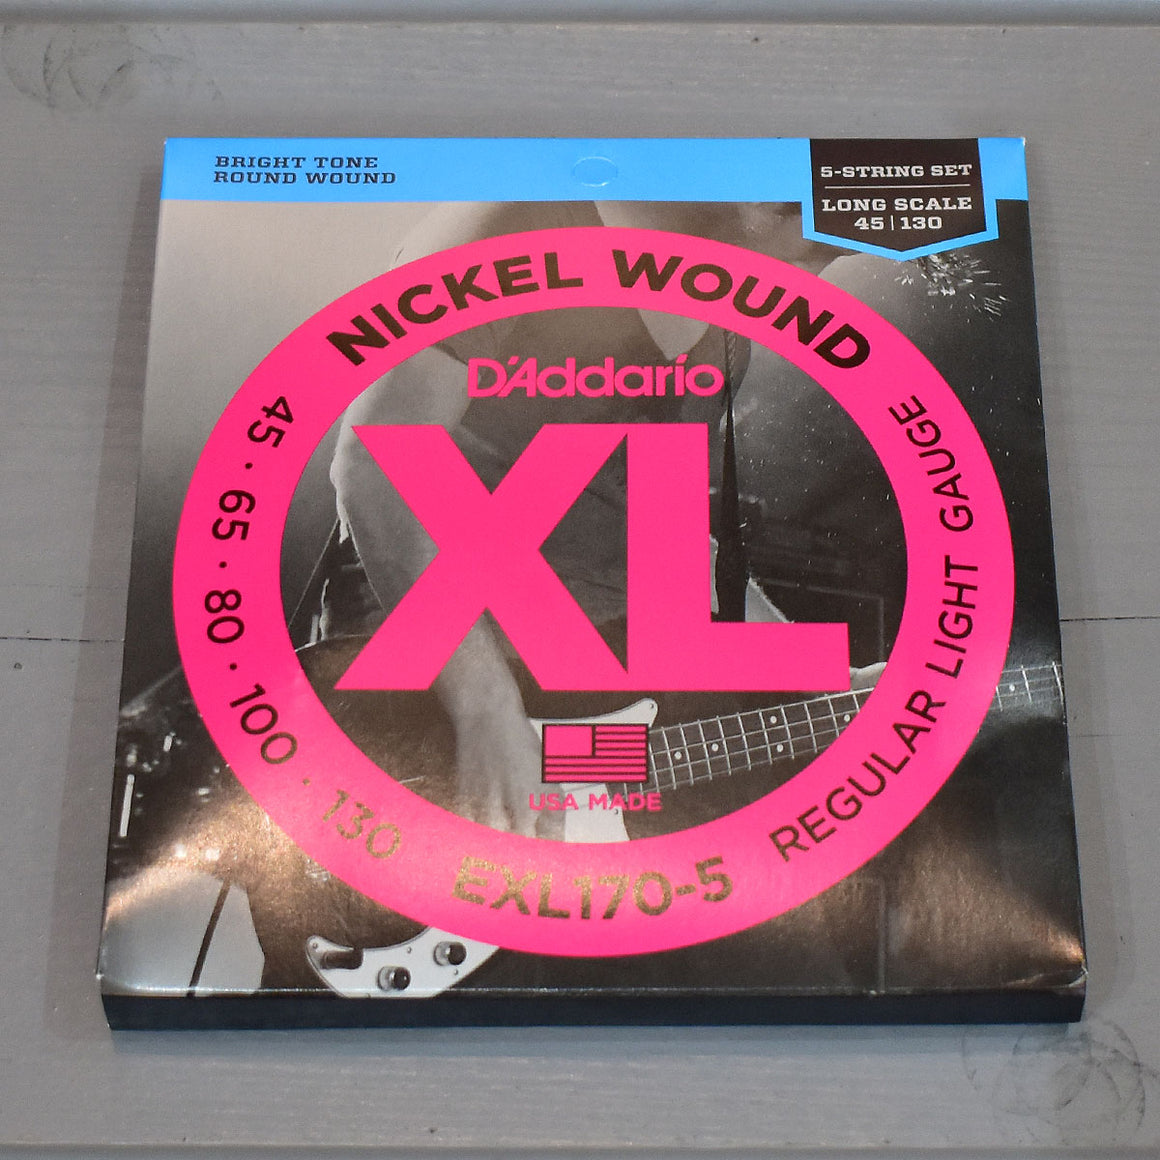 BRIGHT TONE
ROUND WOUND
5-STRING SET
LONG SCALE
45 | 130
NICKEL WOUND
D'Addario
XL
USA MADE
45 · 65 · 80 · 100 · 130
EXL170-5
REGULAR LIGHT GAUGE